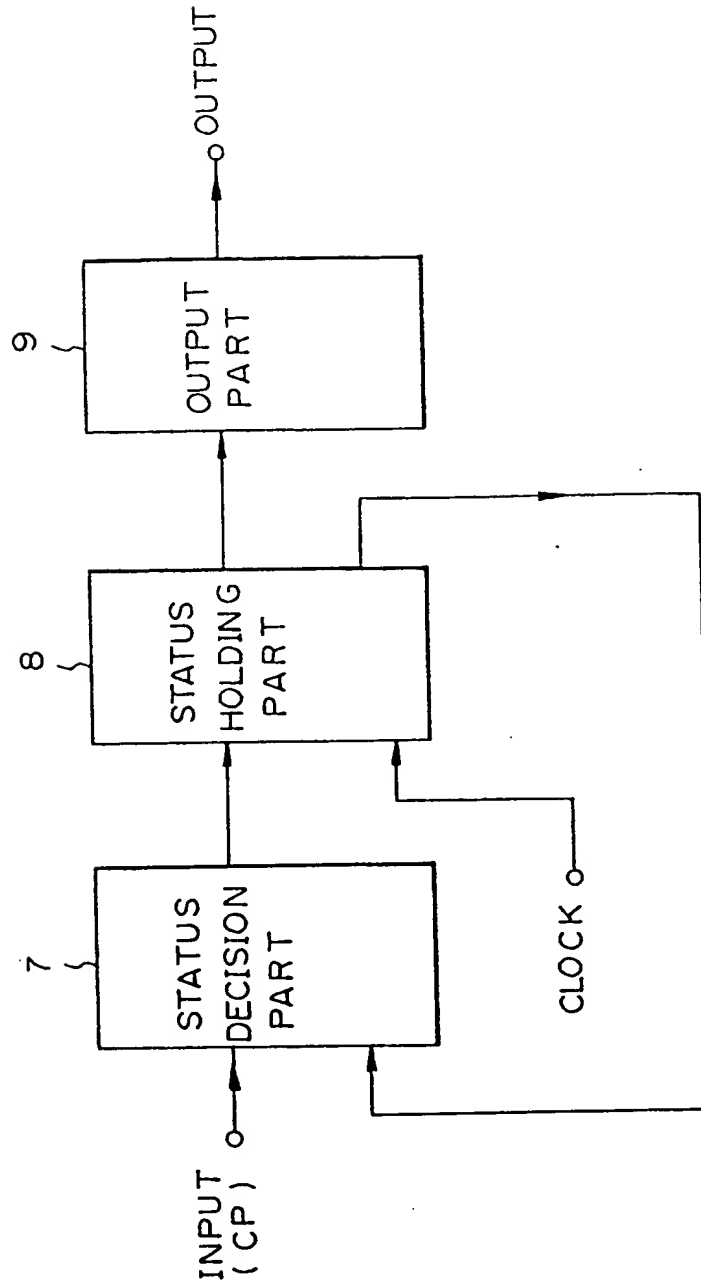 7
8
9
INPUT
(CP)
STATUS
DECISION
PART
STATUS
HOLDING
PART
OUTPUT
PART
OUTPUT
CLOCK